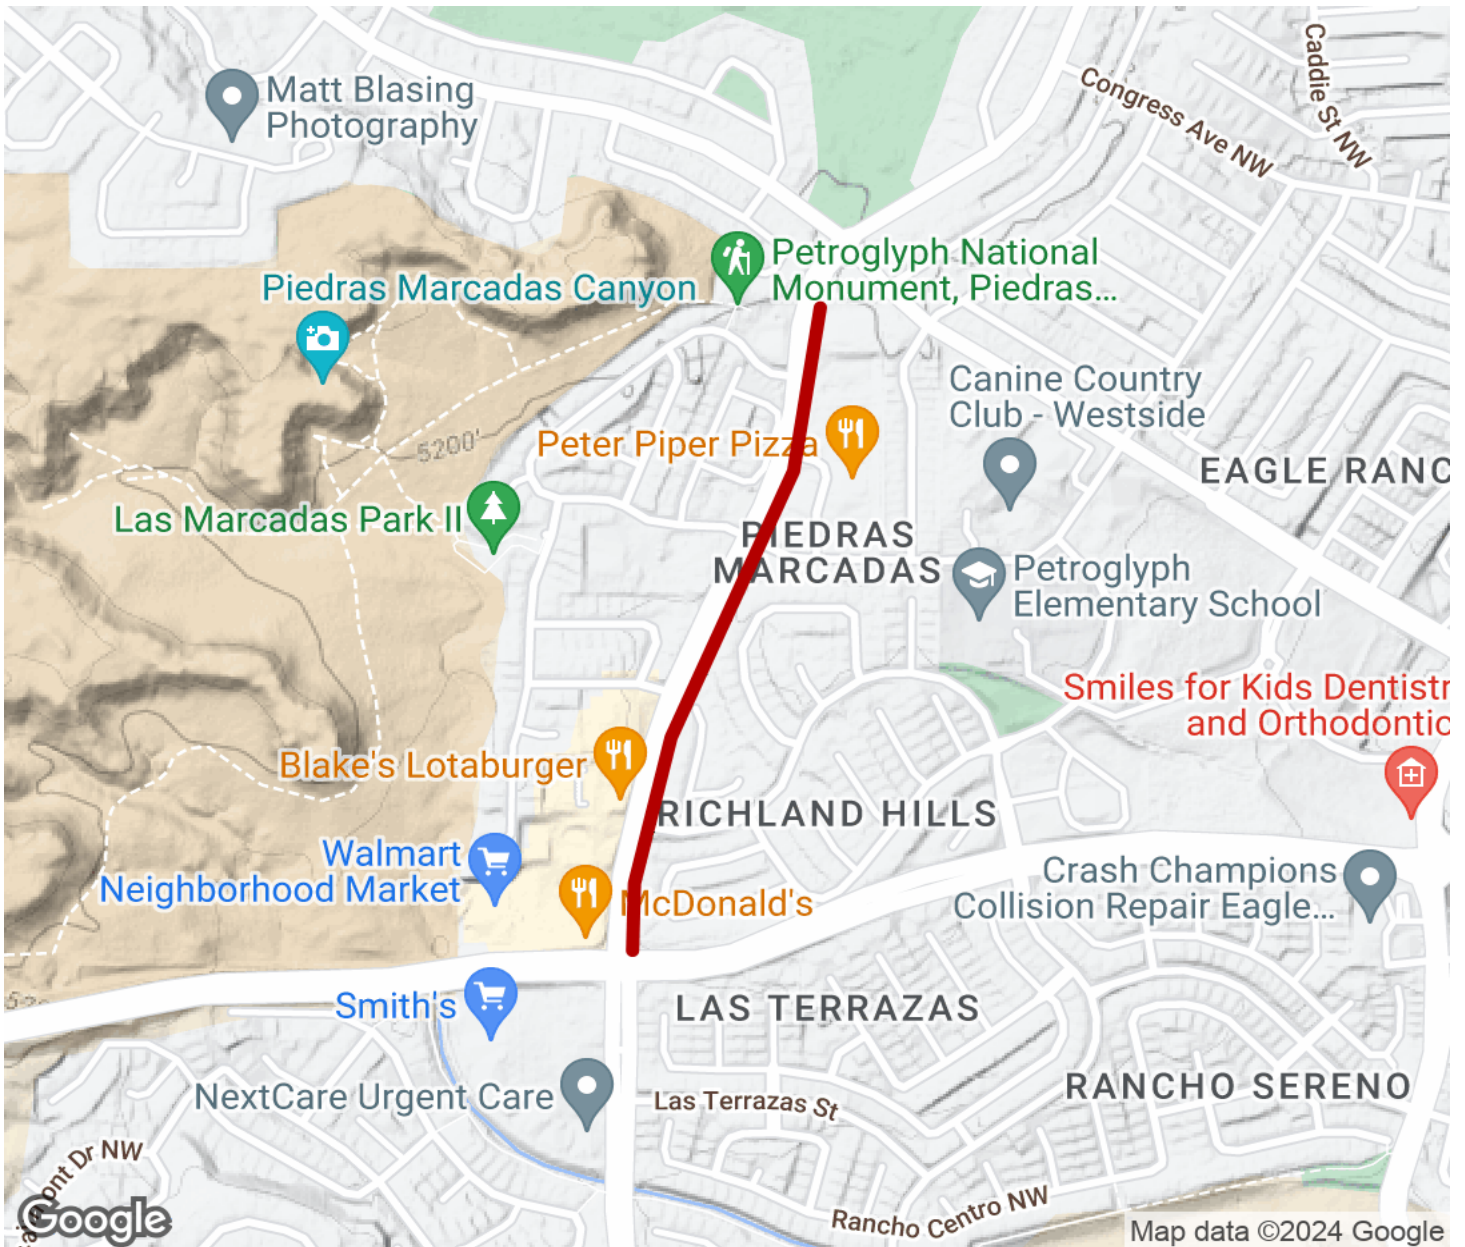 Caddie St NW
Matt Blasing
Photography
Congress Ave NW
Petroglyph National
Monument, Piedras...
Piedras Marcadas Canyon
Canine Country
Club - Westside
Peter Piper Pizza
5200'
EAGLE RANC
Las Marcadas Park II
PIEDRAS
MARCADAS
Petroglyph
Elementary School
Smiles for Kids Dentistr
and Orthodontic
Blake's Lotaburger
RICHLAND HILLS
Walmart
Neighborhood Market
McDonald's
Crash Champions
Collision Repair Eagle...
Smith's
LAS TERRAZAS
NextCare Urgent Care
Las Terrazas St
RANCHO SERENO
Dr NW
Rancho Centro NW
Google
Map data ©2024 Google